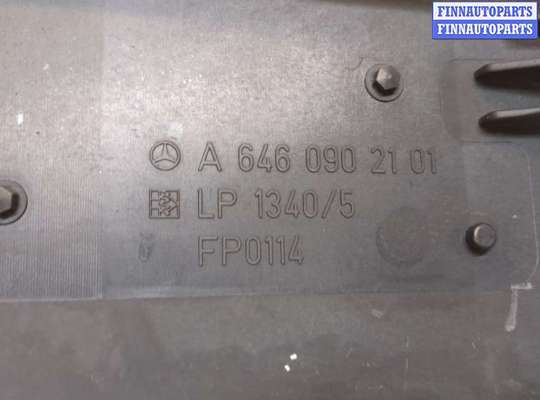 FINNAUTOPARTS
FINNAUTOPARTS
A 646 090 21 01
LP 1340/5
FP0114